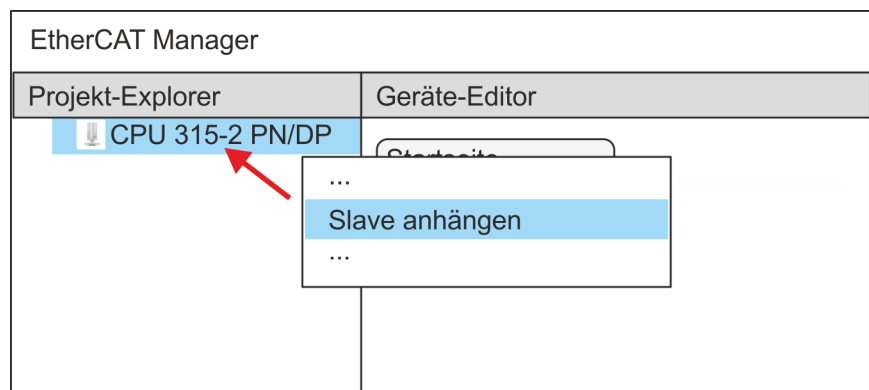 EtherCAT Manager
Projekt-Explorer
Geräte-Editor
CPU 315-2 PN/DP
...
Slave anhängen
...